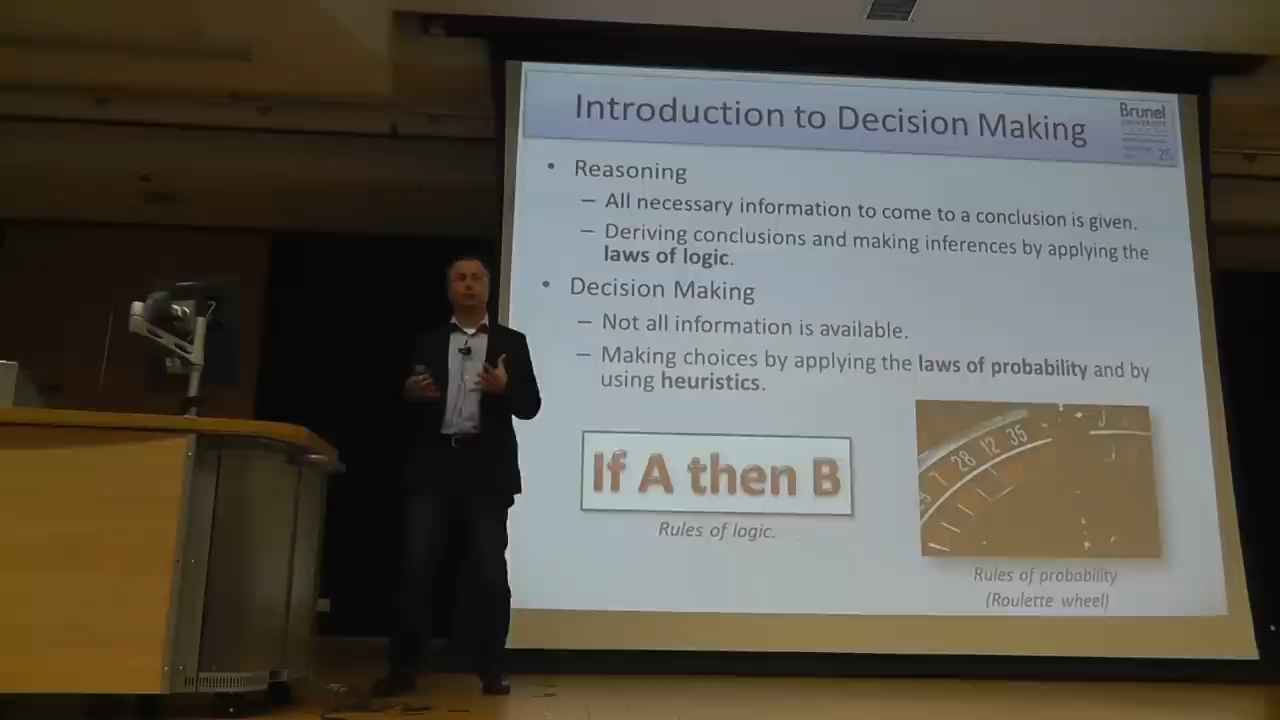 Introduction to Decision Making
Brunel
UNIVERSITY
25
• Reasoning
– All necessary information to come to a conclusion is given.
– Deriving conclusions and making inferences by applying the
laws of logic.
• Decision Making
– Not all information is available.
– Making choices by applying the laws of probability and by
using heuristics.
If A then B
Rules of logic.
7 28 12 35
Rules of probability
(Roulette wheel)